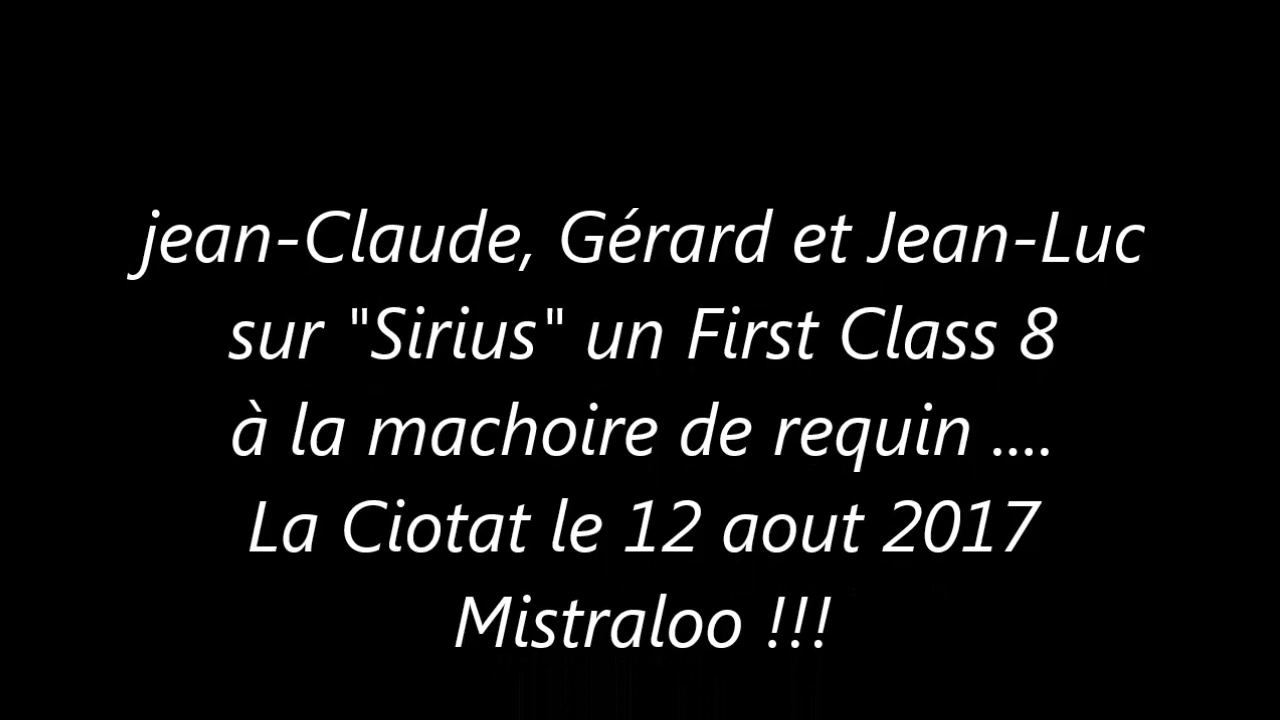 jean-Claude, Gérard et Jean-Luc
sur "Sirius" un First Class 8
à la machoire de requin ....
La Ciotat le 12 aout 2017
Mistraloo !!!